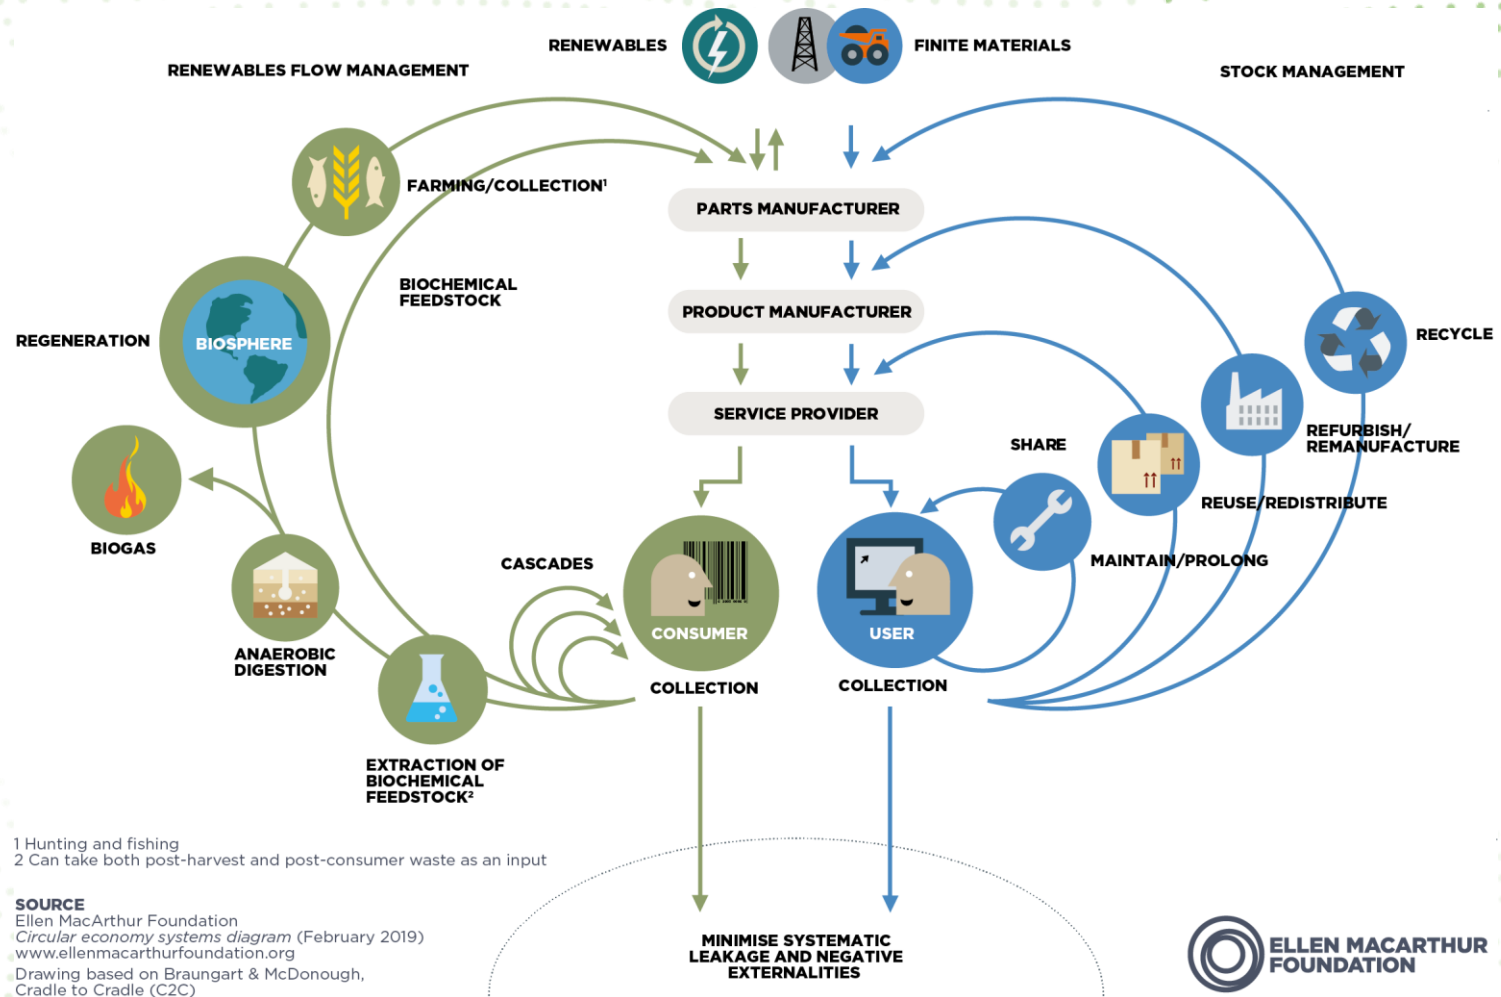 RENEWABLES
FINITE MATERIALS
RENEWABLES FLOW MANAGEMENT
STOCK MANAGEMENT
FARMING/COLLECTION¹
PARTS MANUFACTURER
BIOCHEMICAL
FEEDSTOCK
PRODUCT MANUFACTURER
REGENERATION
BIOSPHERE
RECYCLE
SERVICE PROVIDER
SHARE
REFURBISH/
REMANUFACTURE
REUSE/REDISTRIBUTE
BIOGAS
CASCADES
MAINTAIN/PROLONG
CONSUMER
USER
ANAEROBIC
DIGESTION
COLLECTION
COLLECTION
EXTRACTION OF
BIOCHEMICAL
FEEDSTOCK²
1 Hunting and fishing
2 Can take both post-harvest and post-consumer waste as an input
SOURCE
Ellen MacArthur Foundation
Circular economy systems diagram (February 2019)
www.ellenmacarthurfoundation.org
Drawing based on Braungart & McDonough,
Cradle to Cradle (C2C)
MINIMISE SYSTEMATIC
LEAKAGE AND NEGATIVE
EXTERNALITIES
ELLEN MACARTHUR
FOUNDATION